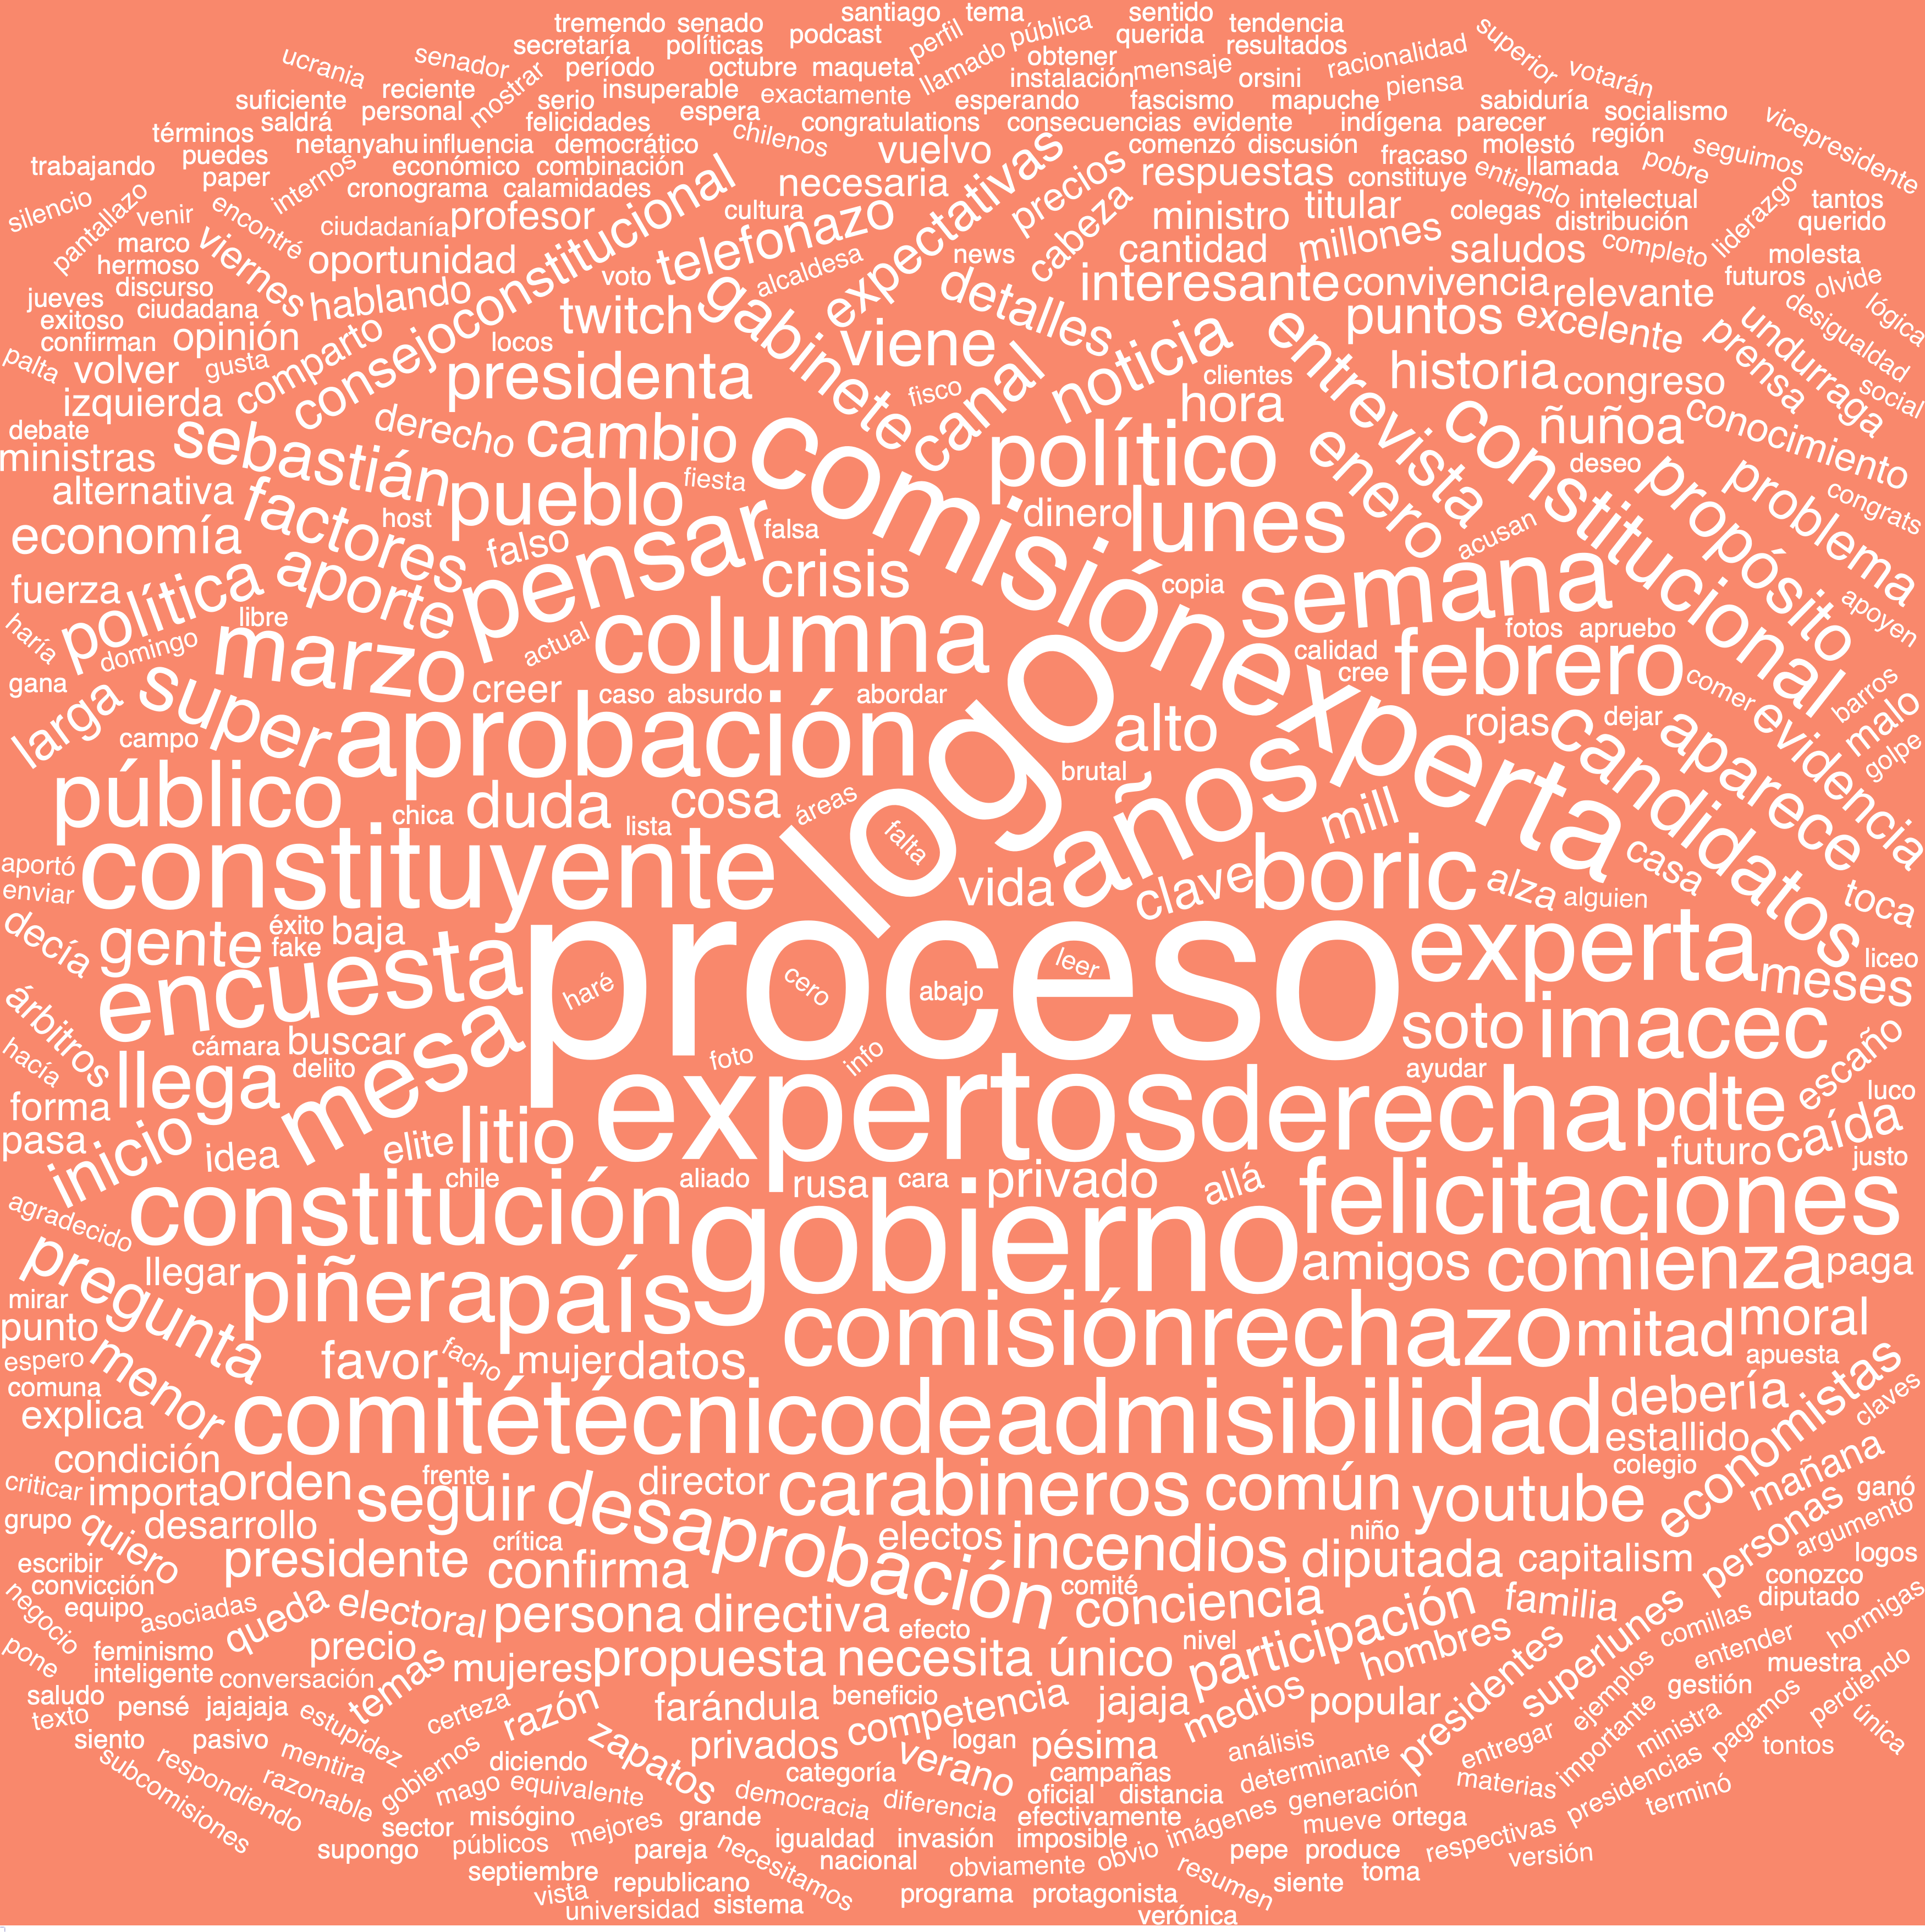 tremendo senado santiago tema sentido tendencia
secretaría políticas podcast perfil pública querida resultados superior
ucrania senador período octubre maqueta llamado obtener racionalidad
reciente mostrar insuperable exactamente instalación mensaje orsini piensa votarán
suficiente personal serio espera esperando fascismo mapuche sabiduría socialismo vicepresidente
términos saldrá felicidades chilenos congratulations consecuencias evidente indígena parecer región
trabajando puedes netanyahu influencia democrático vuelvo expectativas comenzó discusión molestó seguimos
paper internos económico combinación necesaria precios respuestas fracaso llamada pobre
silencio pantallazo venir encontré cronograma calamidades constitucional constituye entiendo intelectual liderazgo tantos
marco viernes ciudadanía profesor cultura telefonazo cabeza ministro titular colegas distribución querido
hermoso oportunidad consejoconstitucional voto alcaldesa news cantidad millones saludos completo molesta
jueves discurso hablando gabinete detalles interesante convivencia relevante futuros olvide
exitoso ciudadana twitch puntos excelente undurraga desigualdad lógica
confirman opinión comparto locos viene canal noticia entrevista prensa
palta volver gusta presidenta fisco clientes historia congreso social
izquierda derecho cambio hora constitucional ñuñoa conocimiento
debate sebastián comisiónexperta político enero deseo propósito problema congrats
ministras alternativa factores host pueblo fiesta dinero lunes acusan
economía aporte falso pensar falsa crisis copia semana apoyen
fuerza política libre columna logo calidad fotos apruebo
haría domingo marzo actual cree febrero comer barros
gana larga super creer caso absurdo abordar alto rojas dejar evidencia malo
campo aprobación brutal años candidatos aparece golpe
público chica duda lista cosa áreas falta mill casa
aportó constituyente vida clave boric alza alguien toca
enviar decía gente éxito fake baja experta liceo
encuesta haré proceso cero abajo leer meses
árbitros cámara buscar mesa foto info soto imacec escaño
hacía llega delito expertos derecha ayudar pdte luco
forma pasa inicio idea elite litio futuro caída justo
chile aliado rusa cara privado allá felicitaciones
agradecido constitución gobierno amigos comienza paga
pregunta llegar piñera país
mirar punto favor facho mujer datos comisión rechazo mitad moral
espero menor comuna explica comitétécnicodeadmisibilidad debería apuesta economistas claves
condición orden frente director carabineros común youtube estallido colegio mañana
criticar importa seguir desaprobación ganó
grupo quiero desarrollo crítica electos incendios niño diputada capitalism personas argumento logos
escribir presidente confirma comité conciencia familia conozco
convicción equipo asociadas queda electoral persona directiva efecto participación diputado hormigas
negocio feminismo precio temas mujeres propuesta necesita único nivel hombres superlunes comillas entender
pone inteligente conversación presidentes gestión muestra
saludo pensé jajajaja certeza razón farándula beneficio competencia jajaja medios popular ejemplos perdiendo
texto siento pasivo estupidez zapatos privados verano logan pésima análisis entregar importante ministra pagamos única
subcomisiones respondiendo mentira gobiernos diciendo categoría campañas determinante materias tontos
razonable mago equivalente democracia diferencia oficial distancia generación presidencias terminó
sector misógino mejores grande efectivamente imágenes mueve ortega
supongo públicos pareja necesitamos igualdad invasión imposible obvio pepe produce respectivas versión
septiembre nacional obviamente resumen toma
vista republicano programa protagonista siente
universidad sistema verónica